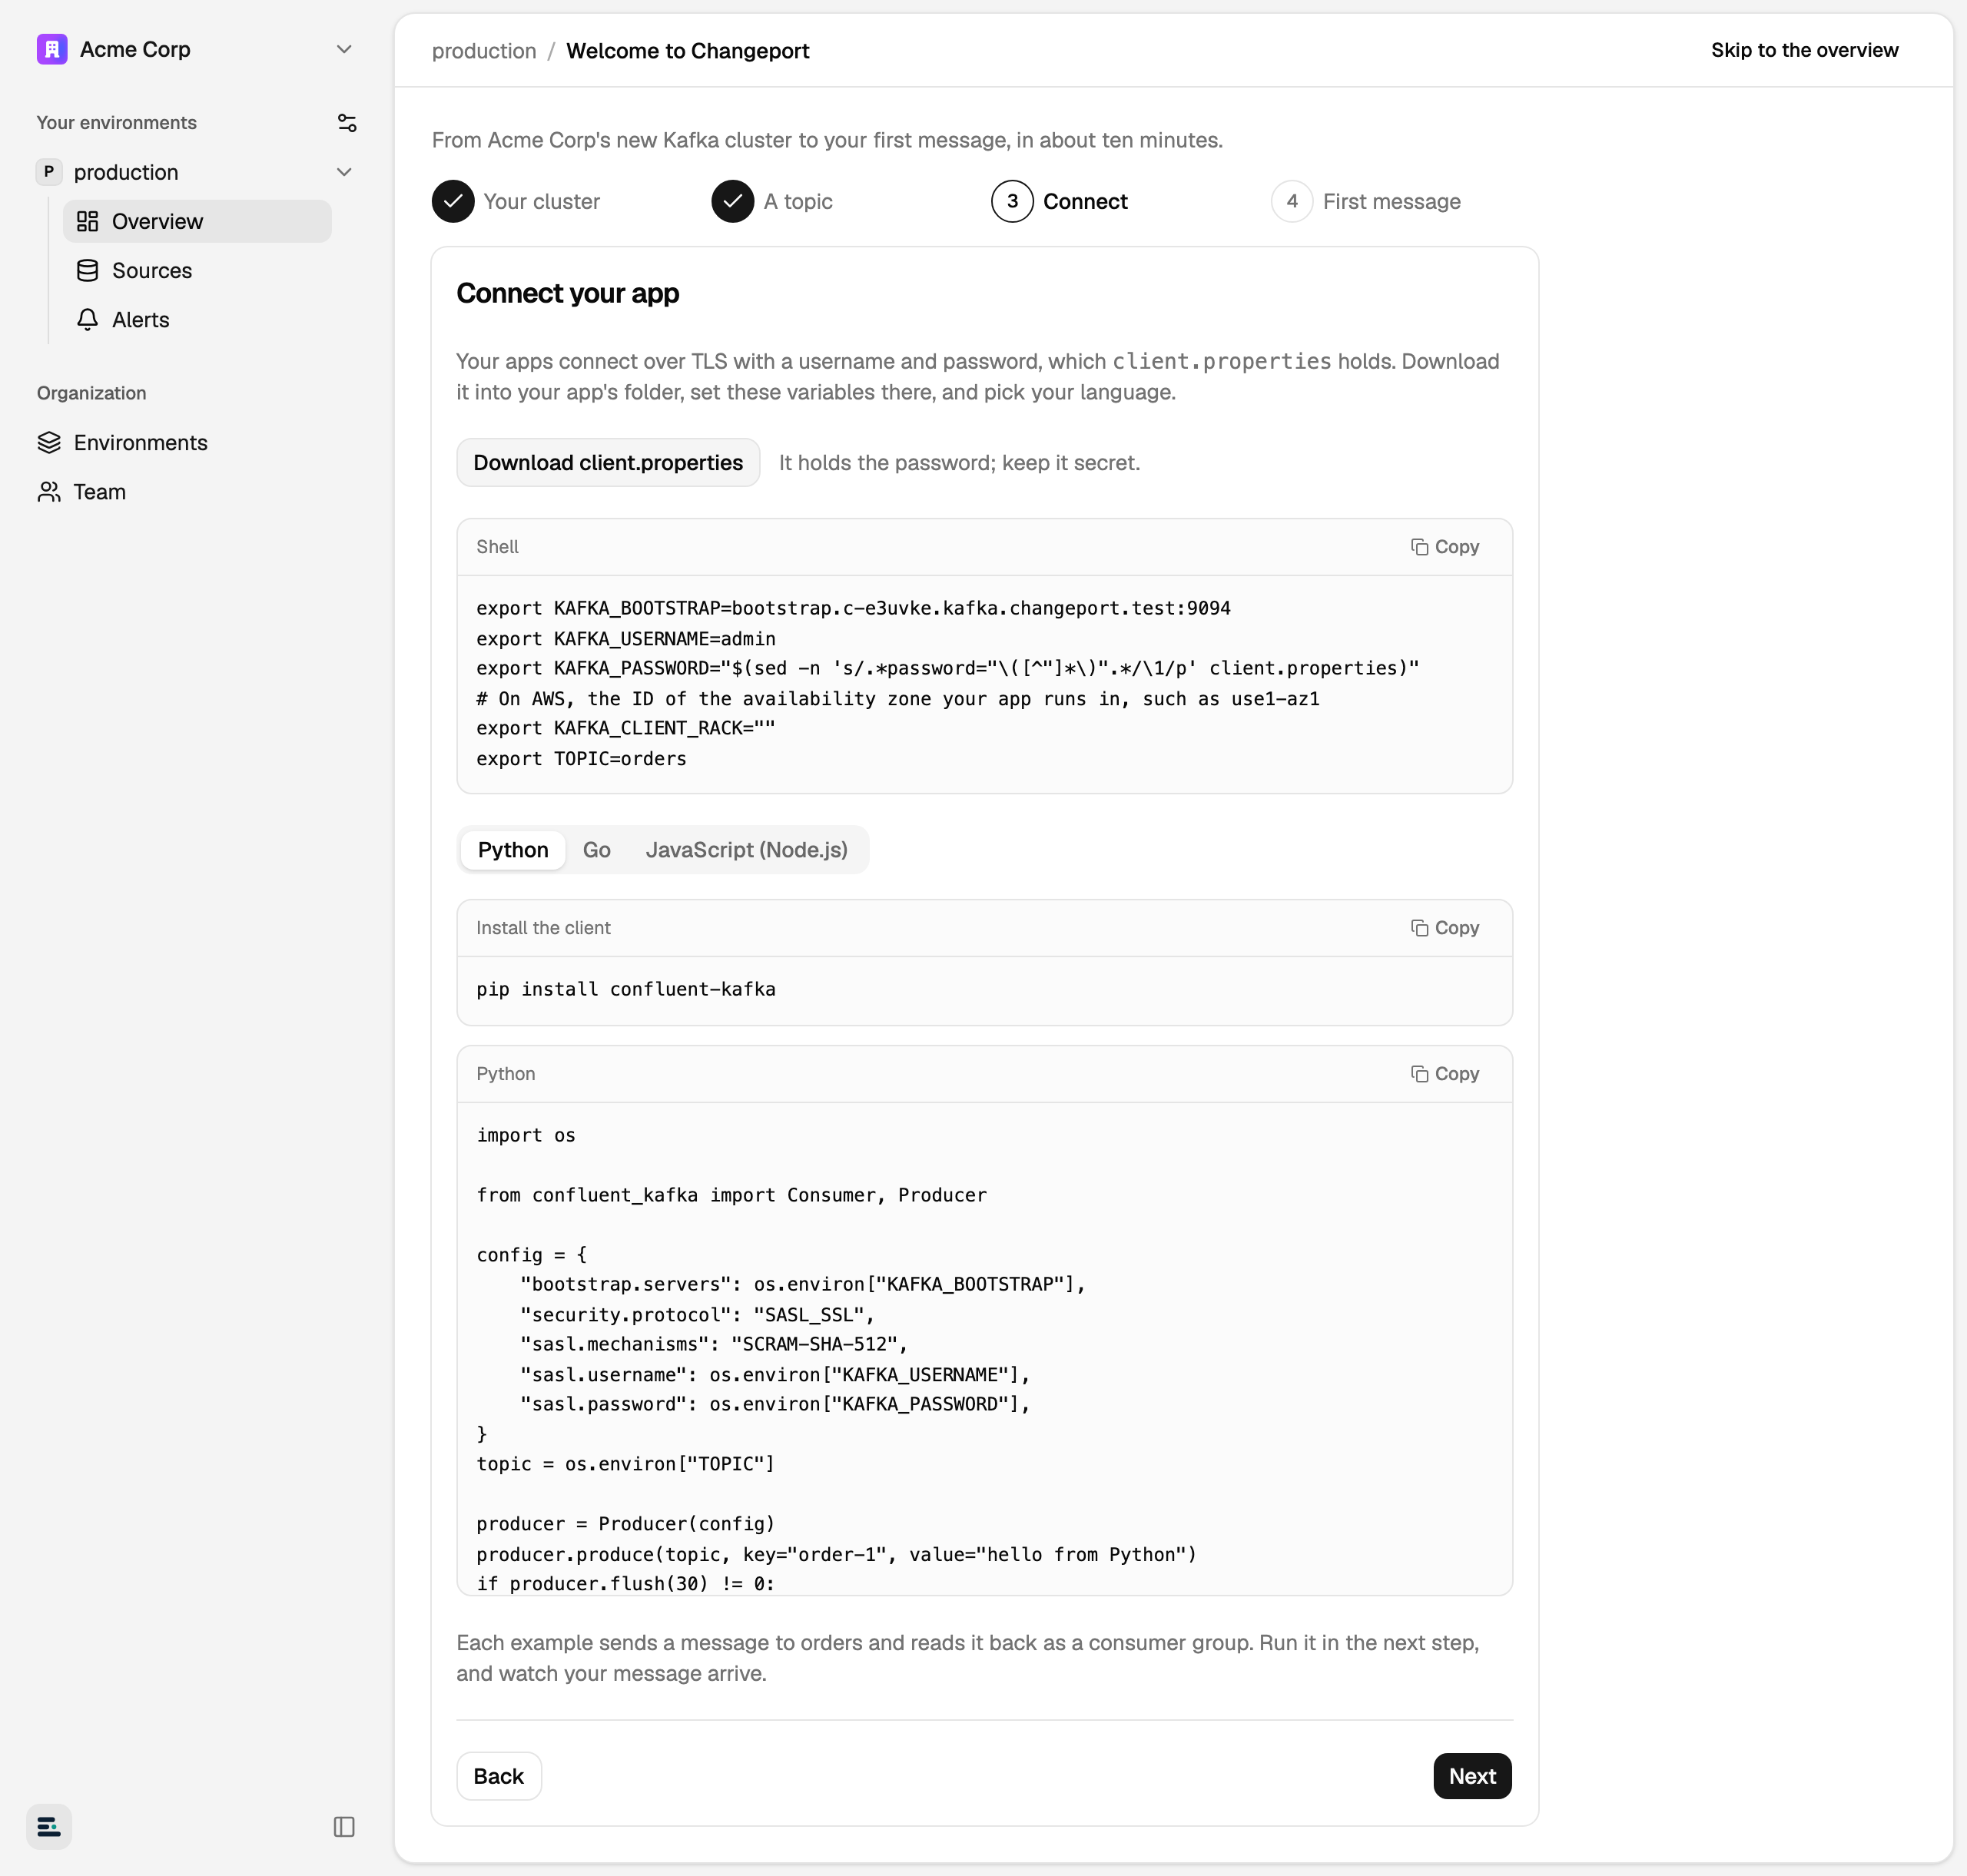 Acme Corp
Your environments
P production
Overview
Sources
Alerts
Organization
Environments
Team
production / Welcome to Changeport
Skip to the overview
From Acme Corp's new Kafka cluster to your first message, in about ten minutes.
Your cluster
A topic
3 Connect
4 First message
Connect your app
Your apps connect over TLS with a username and password, which client.properties holds. Download
it into your app's folder, set these variables there, and pick your language.
Download client.properties
It holds the password; keep it secret.
Shell
Copy
export KAFKA_BOOTSTRAP=bootstrap.c-e3uvke.kafka.changeport.test:9094
export KAFKA_USERNAME=admin
export KAFKA_PASSWORD="$(sed -n 's/.*password="\([^"]*\)".*/\1/p' client.properties)"
# On AWS, the ID of the availability zone your app runs in, such as use1-az1
export KAFKA_CLIENT_RACK=""
export TOPIC=orders
Python
Go
JavaScript (Node.js)
Install the client
Copy
pip install confluent-kafka
Python
Copy
import os
from confluent_kafka import Consumer, Producer
config = {
    "bootstrap.servers": os.environ["KAFKA_BOOTSTRAP"],
    "security.protocol": "SASL_SSL",
    "sasl.mechanisms": "SCRAM-SHA-512",
    "sasl.username": os.environ["KAFKA_USERNAME"],
    "sasl.password": os.environ["KAFKA_PASSWORD"],
}
topic = os.environ["TOPIC"]
producer = Producer(config)
producer.produce(topic, key="order-1", value="hello from Python")
if producer.flush(30) != 0:
Each example sends a message to orders and reads it back as a consumer group. Run it in the next step,
and watch your message arrive.
Back
Next